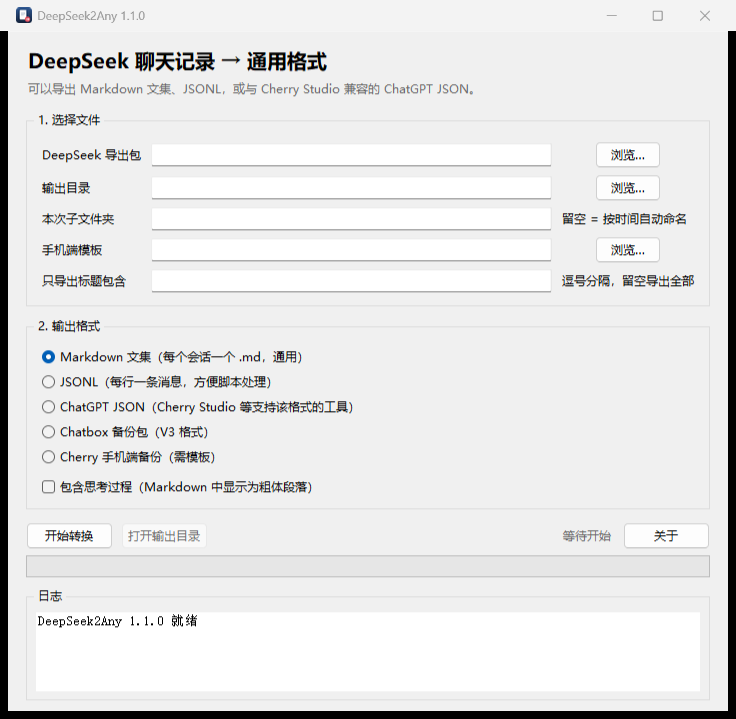 DeepSeek2Any 1.1.0
DeepSeek 聊天记录 → 通用格式
可以导出 Markdown 文集、JSONL，或与 Cherry Studio 兼容的 ChatGPT JSON。
1. 选择文件
DeepSeek 导出包 浏览...
输出目录 浏览...
本次子文件夹 留空 = 按时间自动命名
手机端模板 浏览...
只导出标题包含 逗号分隔，留空导出全部
2. 输出格式
Markdown 文集（每个会话一个 .md，通用）
JSONL（每行一条消息，方便脚本处理）
ChatGPT JSON（Cherry Studio 等支持该格式的工具）
Chatbox 备份包（V3 格式）
Cherry 手机端备份（需模板）
包含思考过程（Markdown 中显示为粗体段落）
开始转换 打开输出目录 等待开始 关于
日志
DeepSeek2Any 1.1.0 就绪